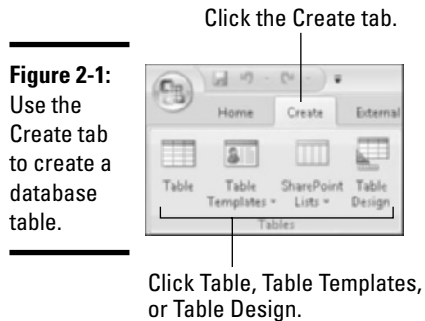 Click the Create tab.
Figure 2-1:
Use the
Create tab
to create a
database
table.
Home Create External
Table Table Templates SharePoint Lists Table Design
Tables
Click Table, Table Templates,
or Table Design.